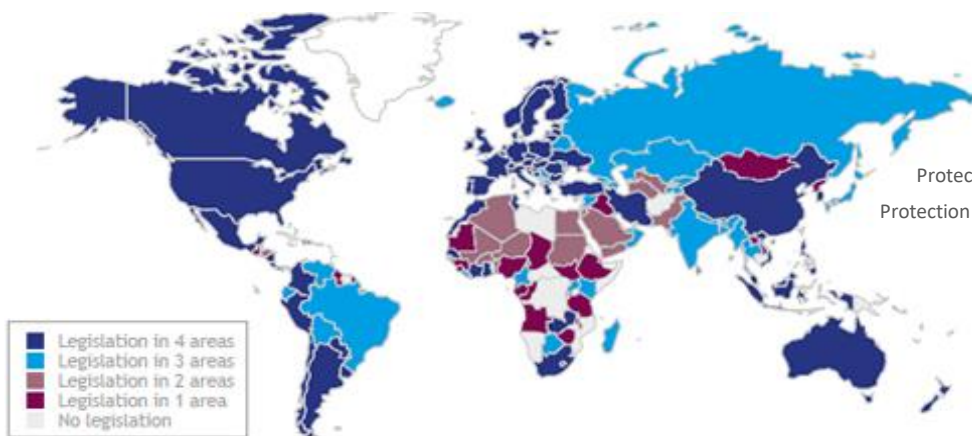 Protec
Protection
Legislation in 4 areas
Legislation in 3 areas
Legislation in 2 areas
Legislation in 1 area
No legislation